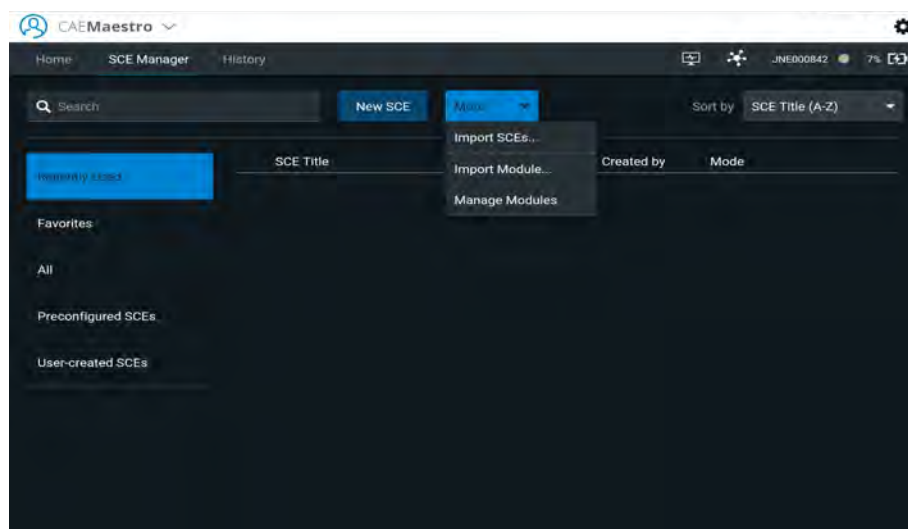 CAEMaestro
Home SCE Manager History JNE000842 7%
Search New SCE More Sort by SCE Title (A-Z)
Import SCEs...
Recently Used SCE Title Import Module... Created by Mode
Manage Modules
Favorites
All
Preconfigured SCEs
User-created SCEs